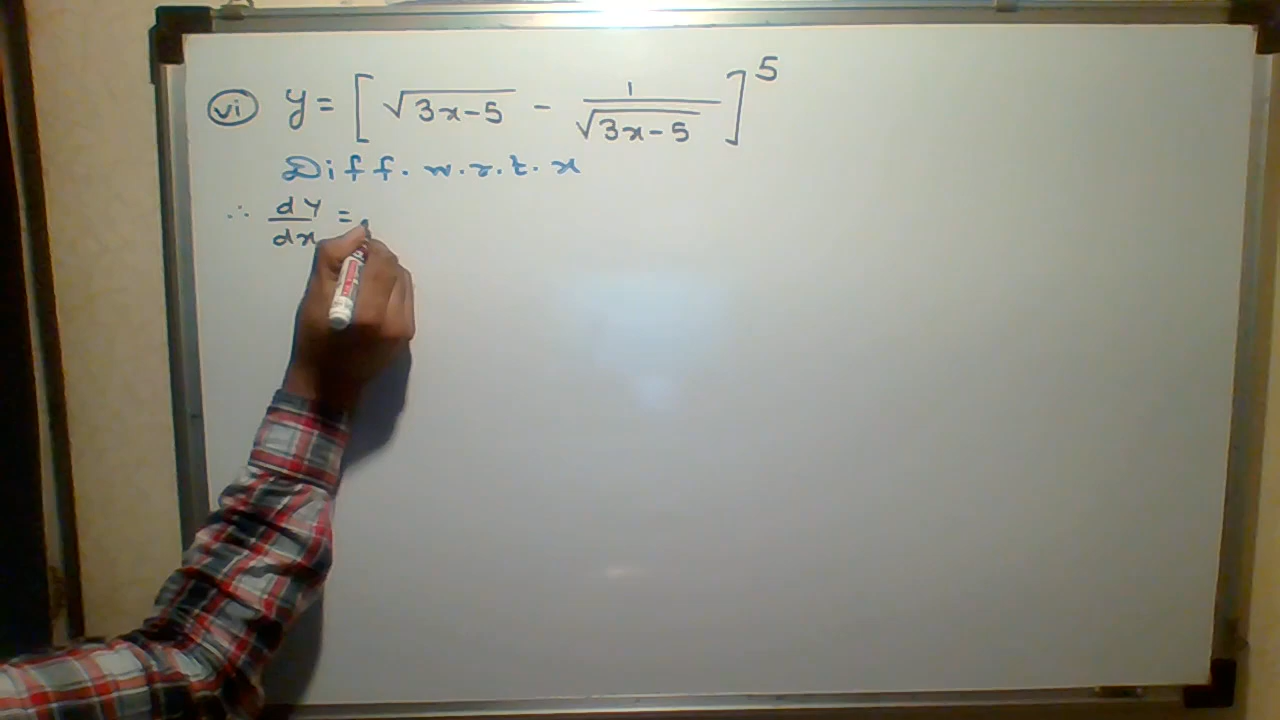 (vi) y = [ √(3x-5) - 1/√(3x-5) ]^5
Diff. w.r.t. x
∴ dy/dx =